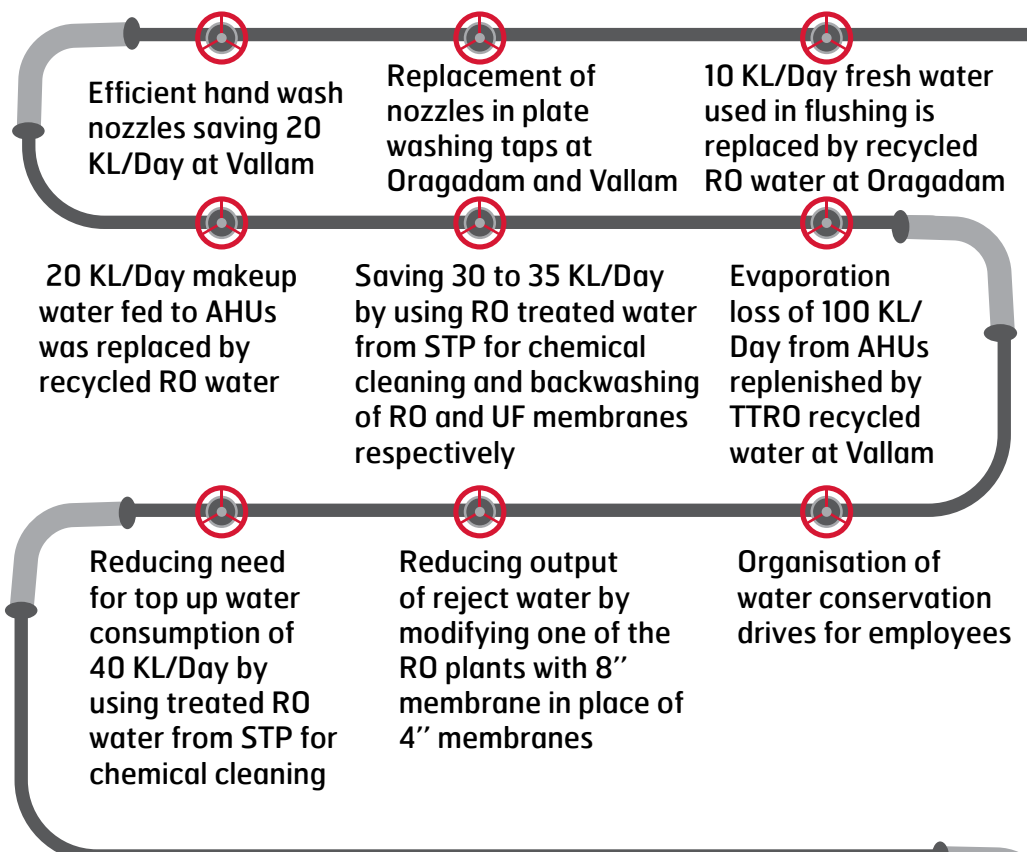 Efficient hand wash
nozzles saving 20
KL/Day at Vallam
Replacement of
nozzles in plate
washing taps at
Oragadam and Vallam
10 KL/Day fresh water
used in flushing is
replaced by recycled
RO water at Oragadam
20 KL/Day makeup
water fed to AHUs
was replaced by
recycled RO water
Saving 30 to 35 KL/Day
by using RO treated water
from STP for chemical
cleaning and backwashing
of RO and UF membranes
respectively
Evaporation
loss of 100 KL/
Day from AHUs
replenished by
TTRO recycled
water at Vallam
Reducing need
for top up water
consumption of
40 KL/Day by
using treated RO
water from STP for
chemical cleaning
Reducing output
of reject water by
modifying one of the
RO plants with 8’’
membrane in place of
4’’ membranes
Organisation of
water conservation
drives for employees